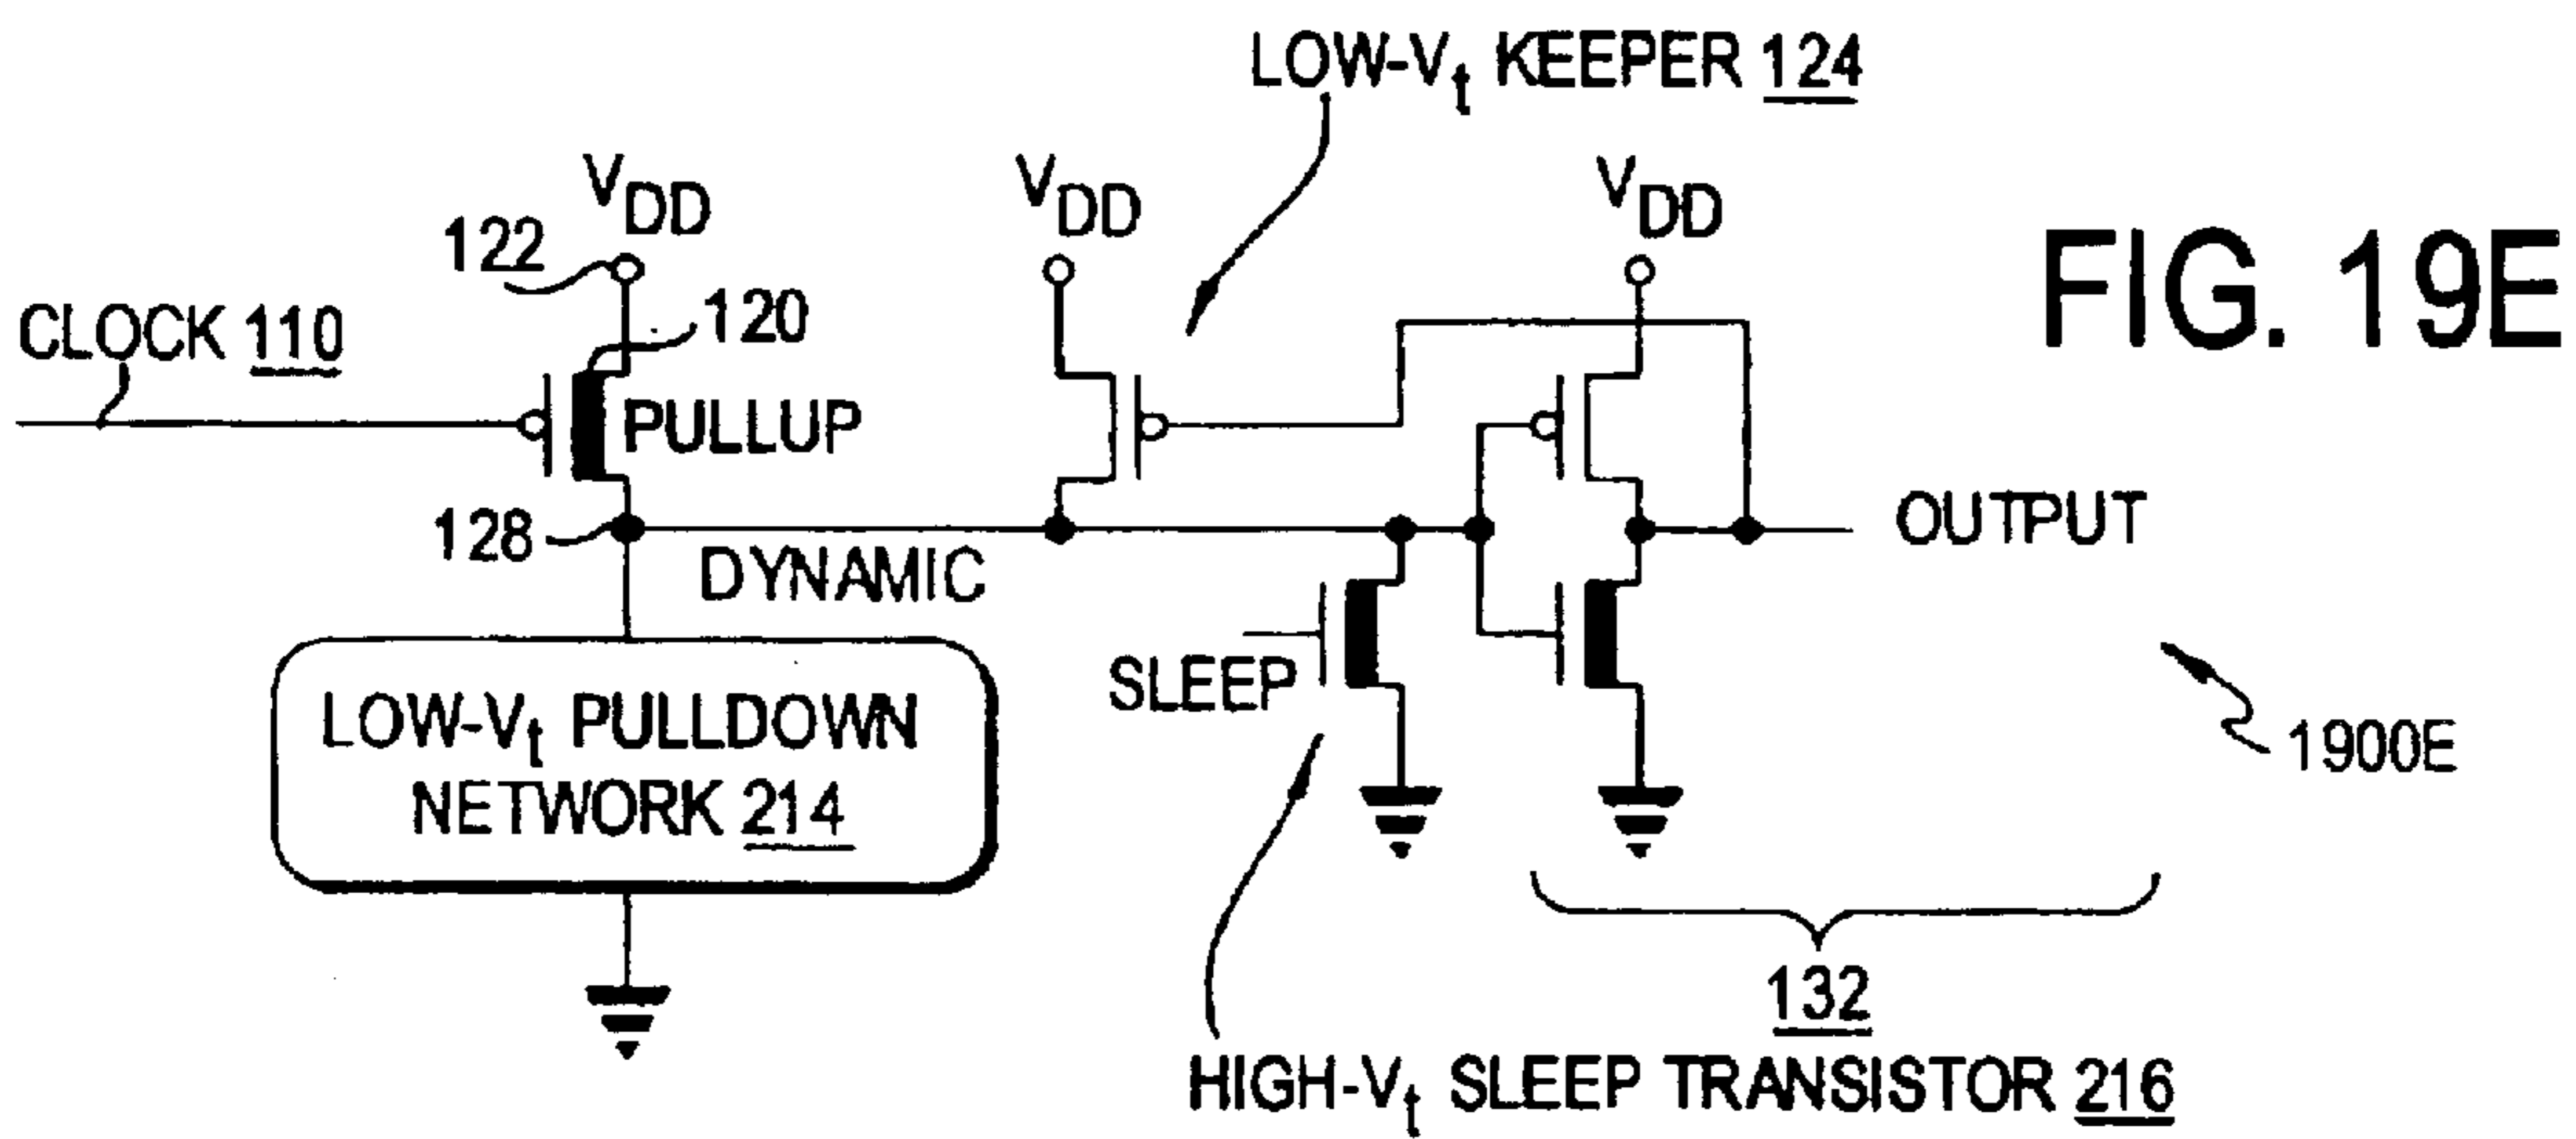 LOW-Vt KEEPER 124
VDD
VDD
VDD
122
FIG. 19E
120
CLOCK 110
PULLUP
128
OUTPUT
DYNAMIC
SLEEP
LOW-Vt PULLDOWN
NETWORK 214
1900E
132
HIGH-Vt SLEEP TRANSISTOR 216